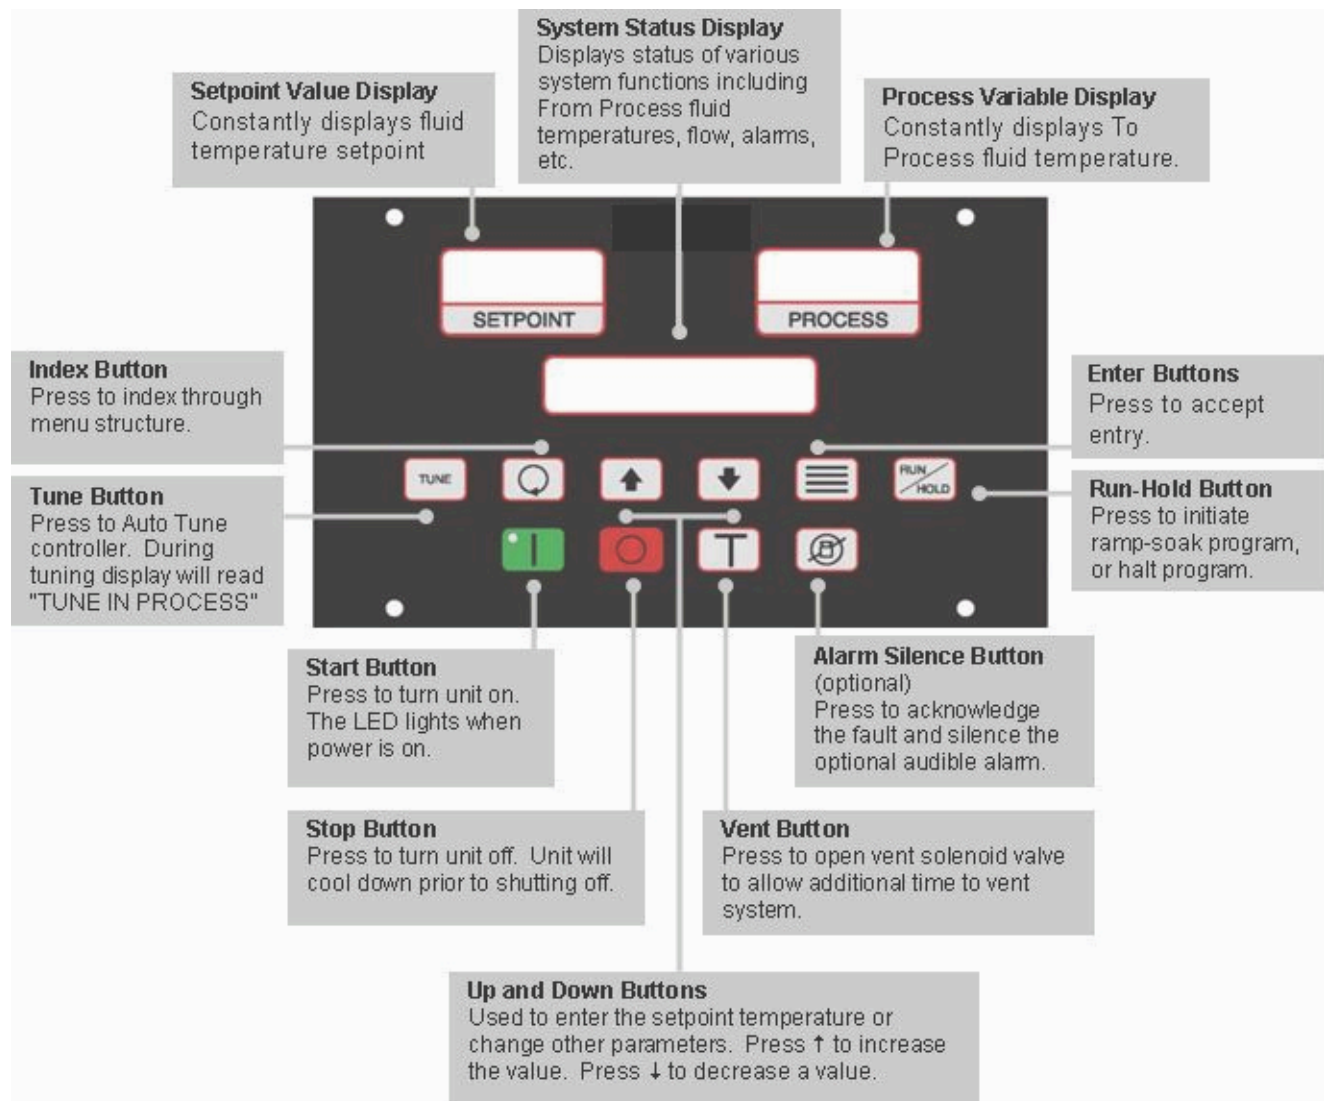 System Status Display
Displays status of various
system functions including
From Process fluid
temperatures, flow, alarms,
etc.
Setpoint Value Display
Constantly displays fluid
temperature setpoint
Process Variable Display
Constantly displays To
Process fluid temperature.
SETPOINT
PROCESS
Index Button
Press to index through
menu structure.
Enter Buttons
Press to accept
entry.
TUNE
RUN
HOLD
Tune Button
Press to Auto Tune
controller. During
tuning display will read
"TUNE IN PROCESS"
Run-Hold Button
Press to initiate
ramp-soak program,
or halt program.
Start Button
Press to turn unit on.
The LED lights when
power is on.
Alarm Silence Button
(optional)
Press to acknowledge
the fault and silence the
optional audible alarm.
Stop Button
Press to turn unit off. Unit will
cool down prior to shutting off.
Vent Button
Press to open vent solenoid valve
to allow additional time to vent
system.
Up and Down Buttons
Used to enter the setpoint temperature or
change other parameters. Press ↑ to increase
the value. Press ↓ to decrease a value.